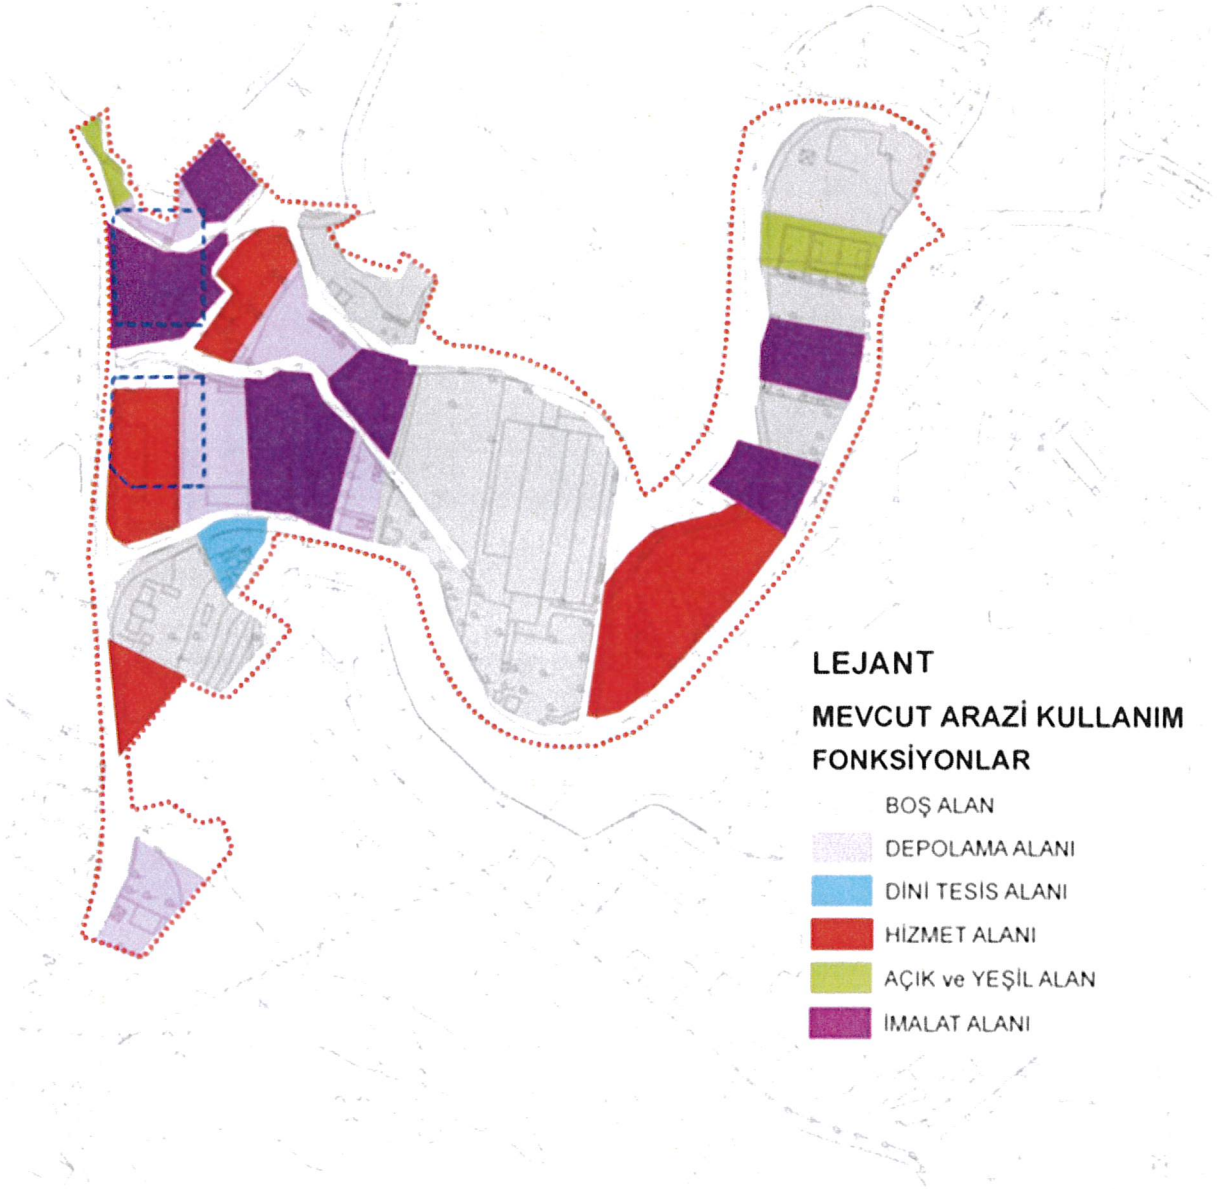 LEJANT
MEVCUT ARAZİ KULLANIM
FONKSİYONLAR
BOŞ ALAN
DEPOLAMA ALANI
DİNİ TESİS ALANI
HİZMET ALANI
AÇIK ve YEŞİL ALAN
İMALAT ALANI